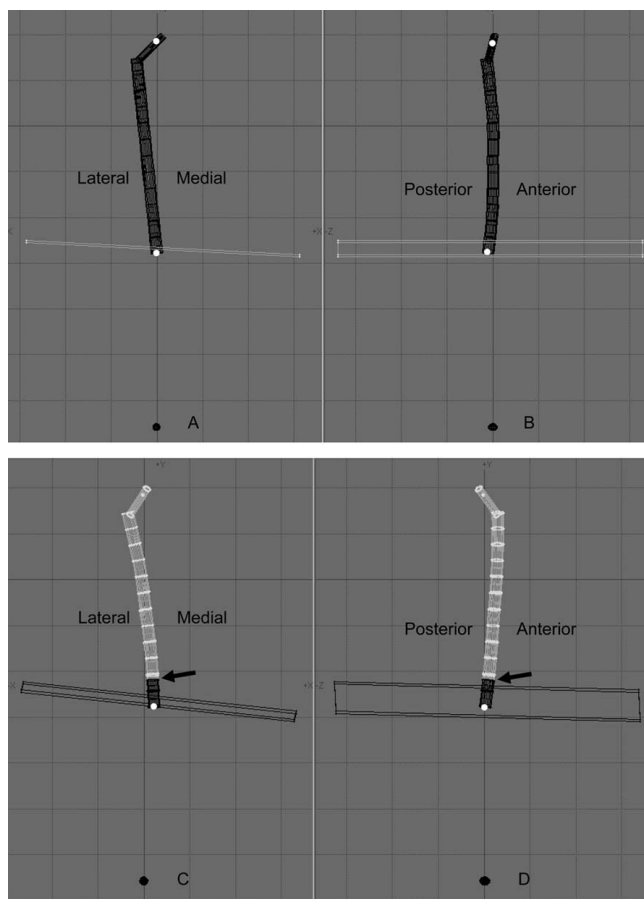 Lateral Medial
Posterior Anterior
X
+X-Z
A
B
+Y
+Y
Lateral Medial
Posterior Anterior
-X
+X-Z
C
D